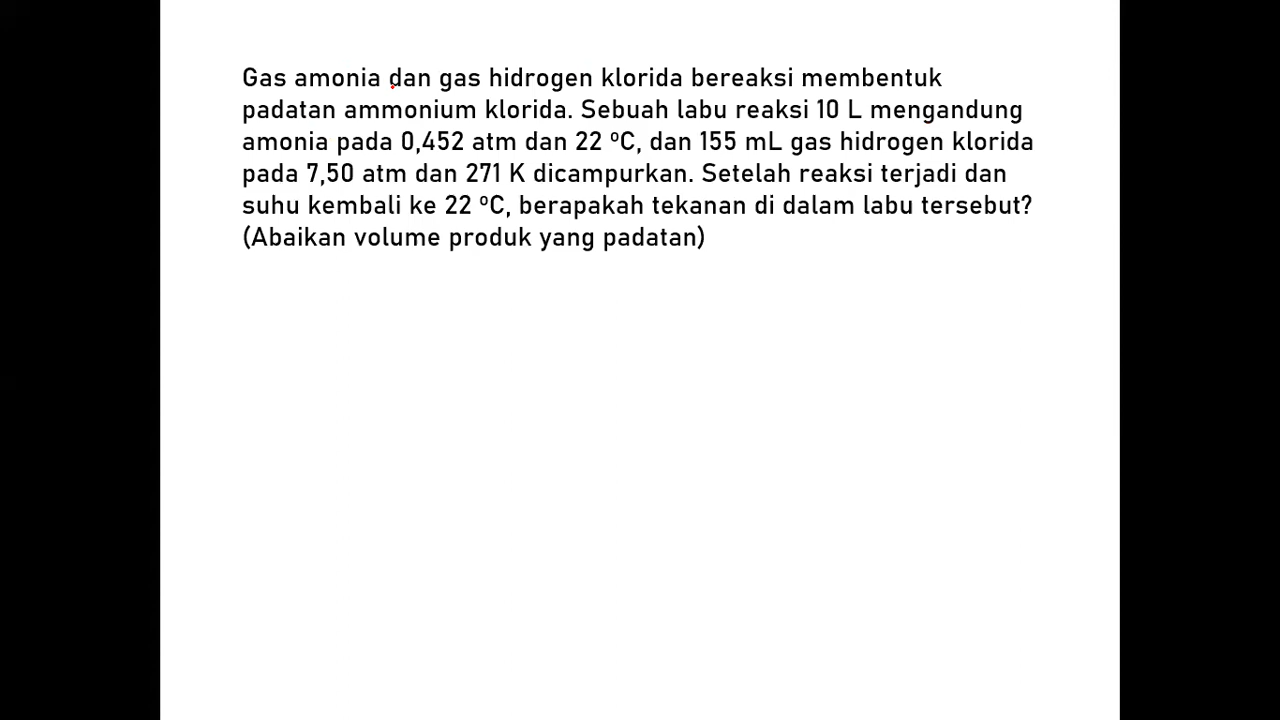 Gas amonia dan gas hidrogen klorida bereaksi membentuk
padatan ammonium klorida. Sebuah labu reaksi 10 L mengandung
amonia pada 0,452 atm dan 22 ºC, dan 155 mL gas hidrogen klorida
pada 7,50 atm dan 271 K dicampurkan. Setelah reaksi terjadi dan
suhu kembali ke 22 ºC, berapakah tekanan di dalam labu tersebut?
(Abaikan volume produk yang padatan)